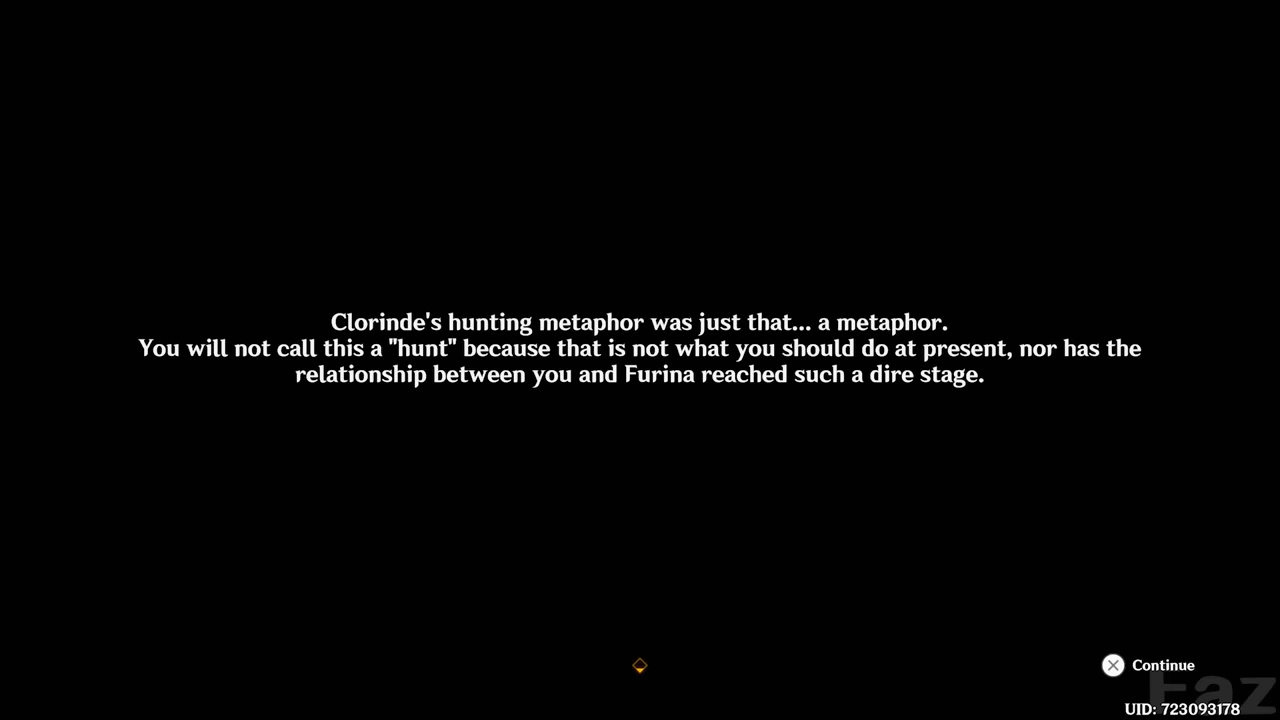 Clorinde's hunting metaphor was just that... a metaphor.
You will not call this a "hunt" because that is not what you should do at present, nor has the
relationship between you and Furina reached such a dire stage.
Continue
Faz
UID: 723093178